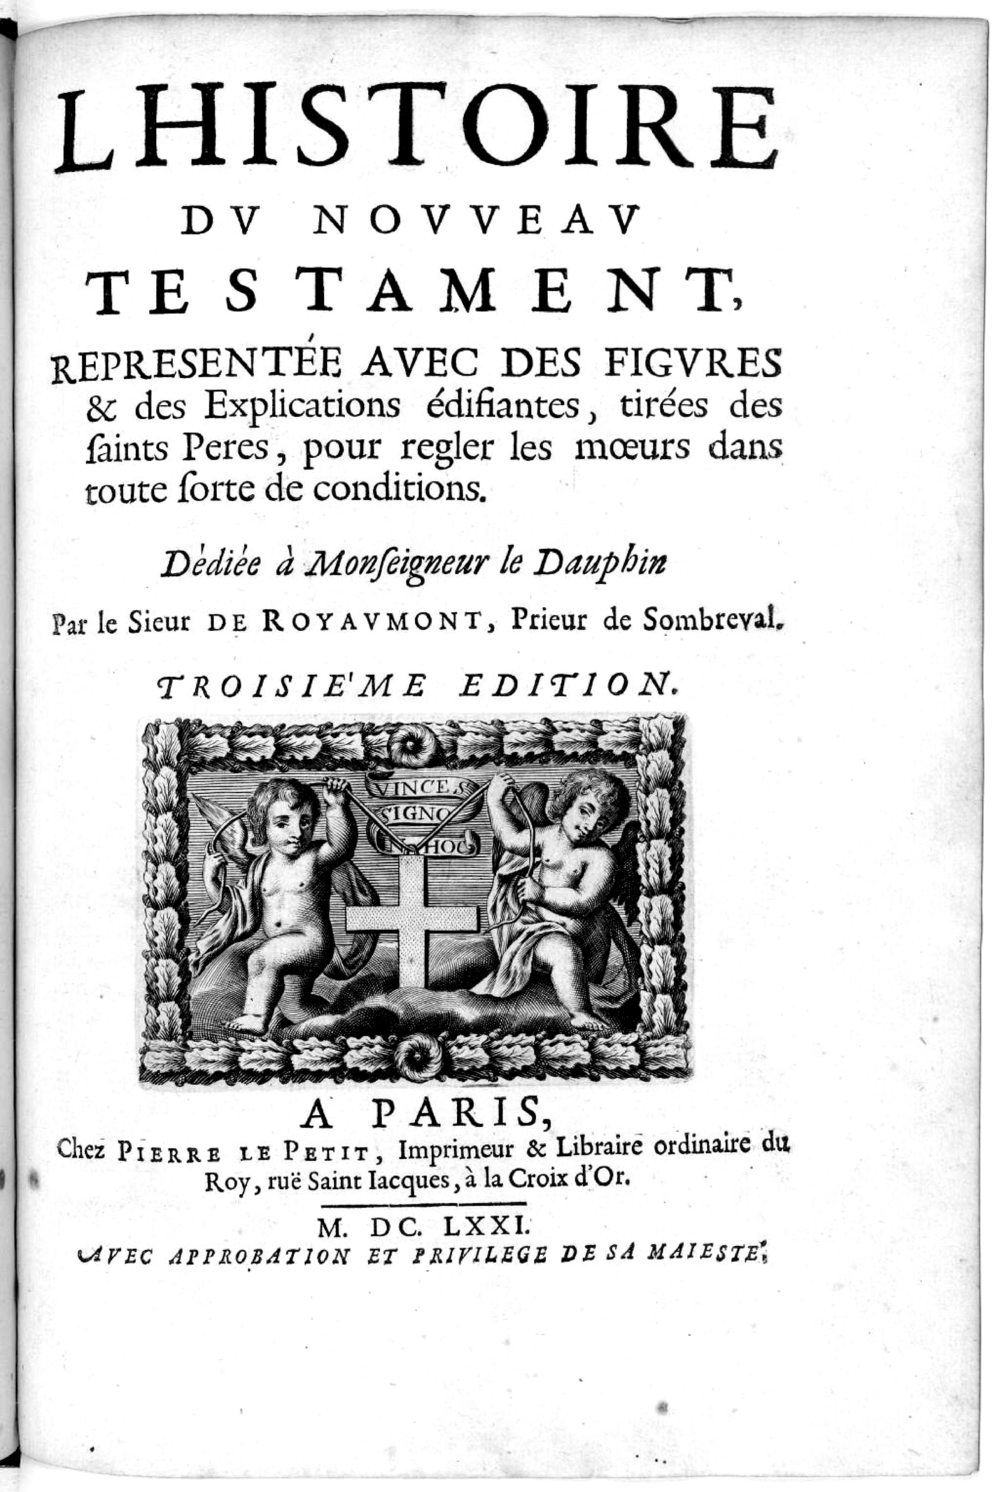 LHISTOIRE
DV NOVVEAV
TESTAMENT,
REPRESENTÉE AVEC DES FIGVRES
& des Explications édifiantes, tirées des
ſaints Peres, pour regler les mœurs dans
toute ſorte de conditions.
Dédiée à Monſeigneur le Dauphin
Par le Sieur DE ROYAVMONT, Prieur de Sombreval.
TROISIE'ME EDITION.
VINCES
SIGNO
IN HOC
A PARIS,
Chez PIERRE LE PETIT, Imprimeur & Libraire ordinaire du
Roy, ruë Saint Iacques, à la Croix d'Or.
M. DC. LXXI.
AVEC APPROBATION ET PRIVILEGE DE SA MAIESTE'.